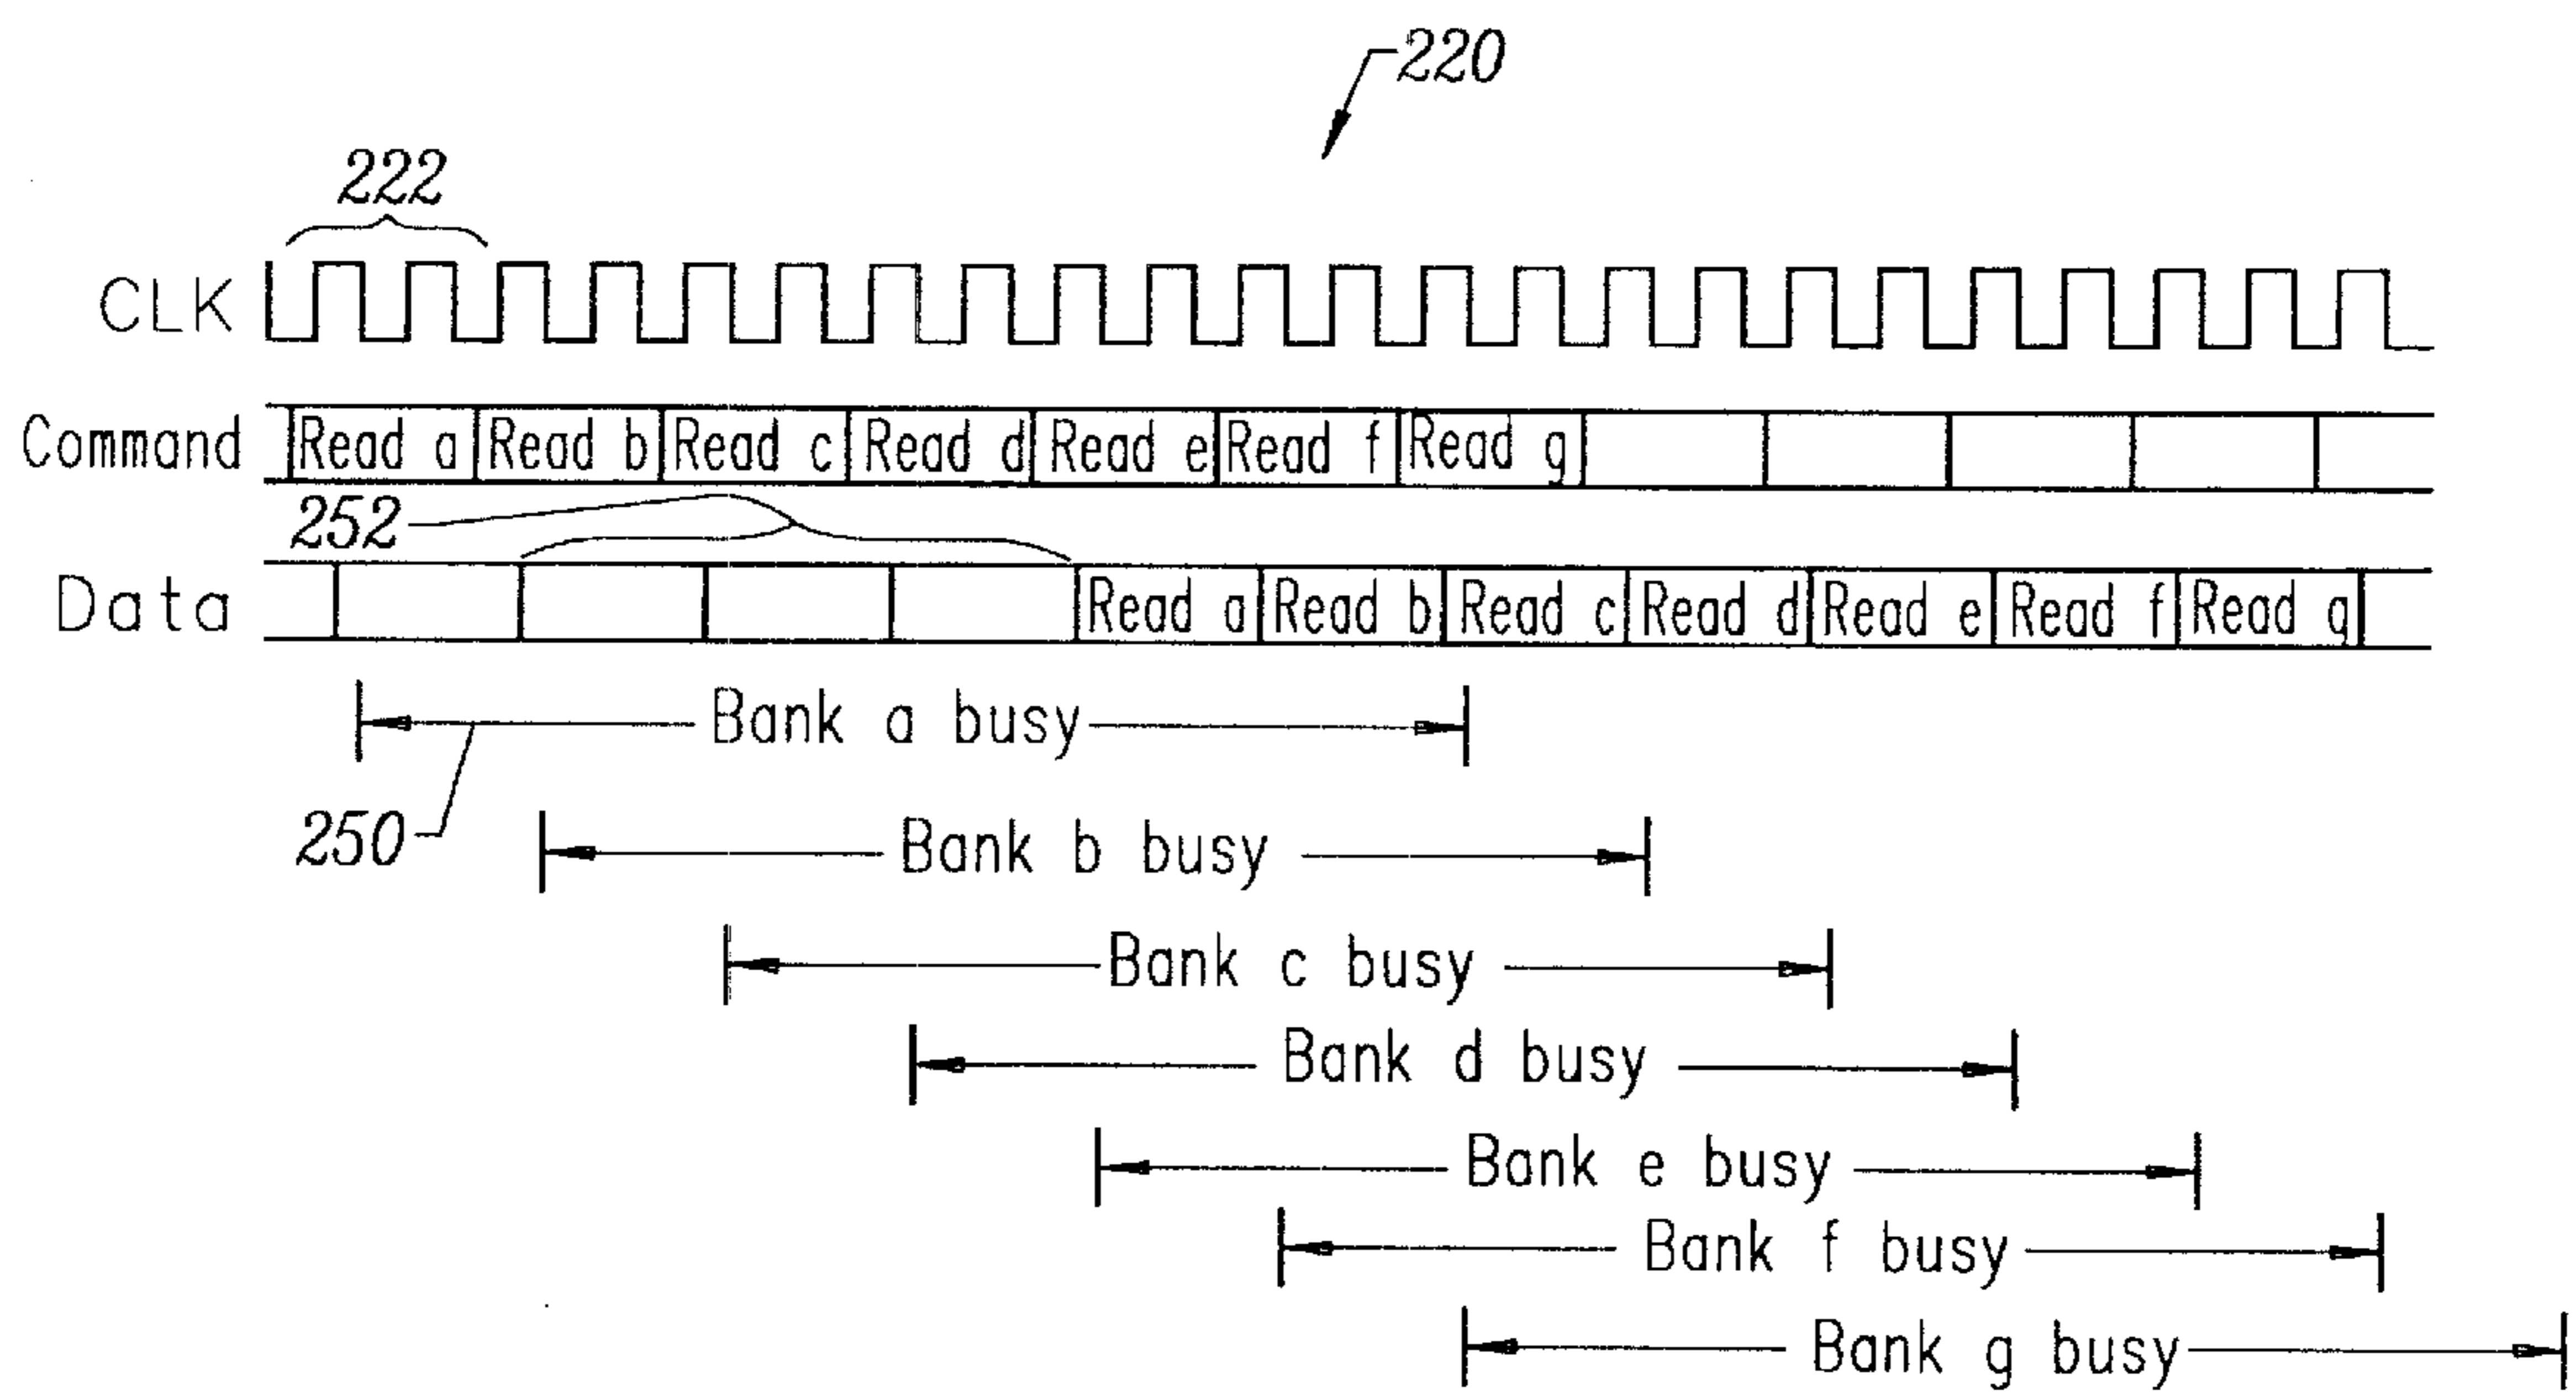 220
222
CLK
Command Read a Read b Read c Read d Read e Read f Read g
252
Data Read a Read b Read c Read d Read e Read f Read q
Bank a busy
250
Bank b busy
Bank c busy
Bank d busy
Bank e busy
Bank f busy
Bank g busy